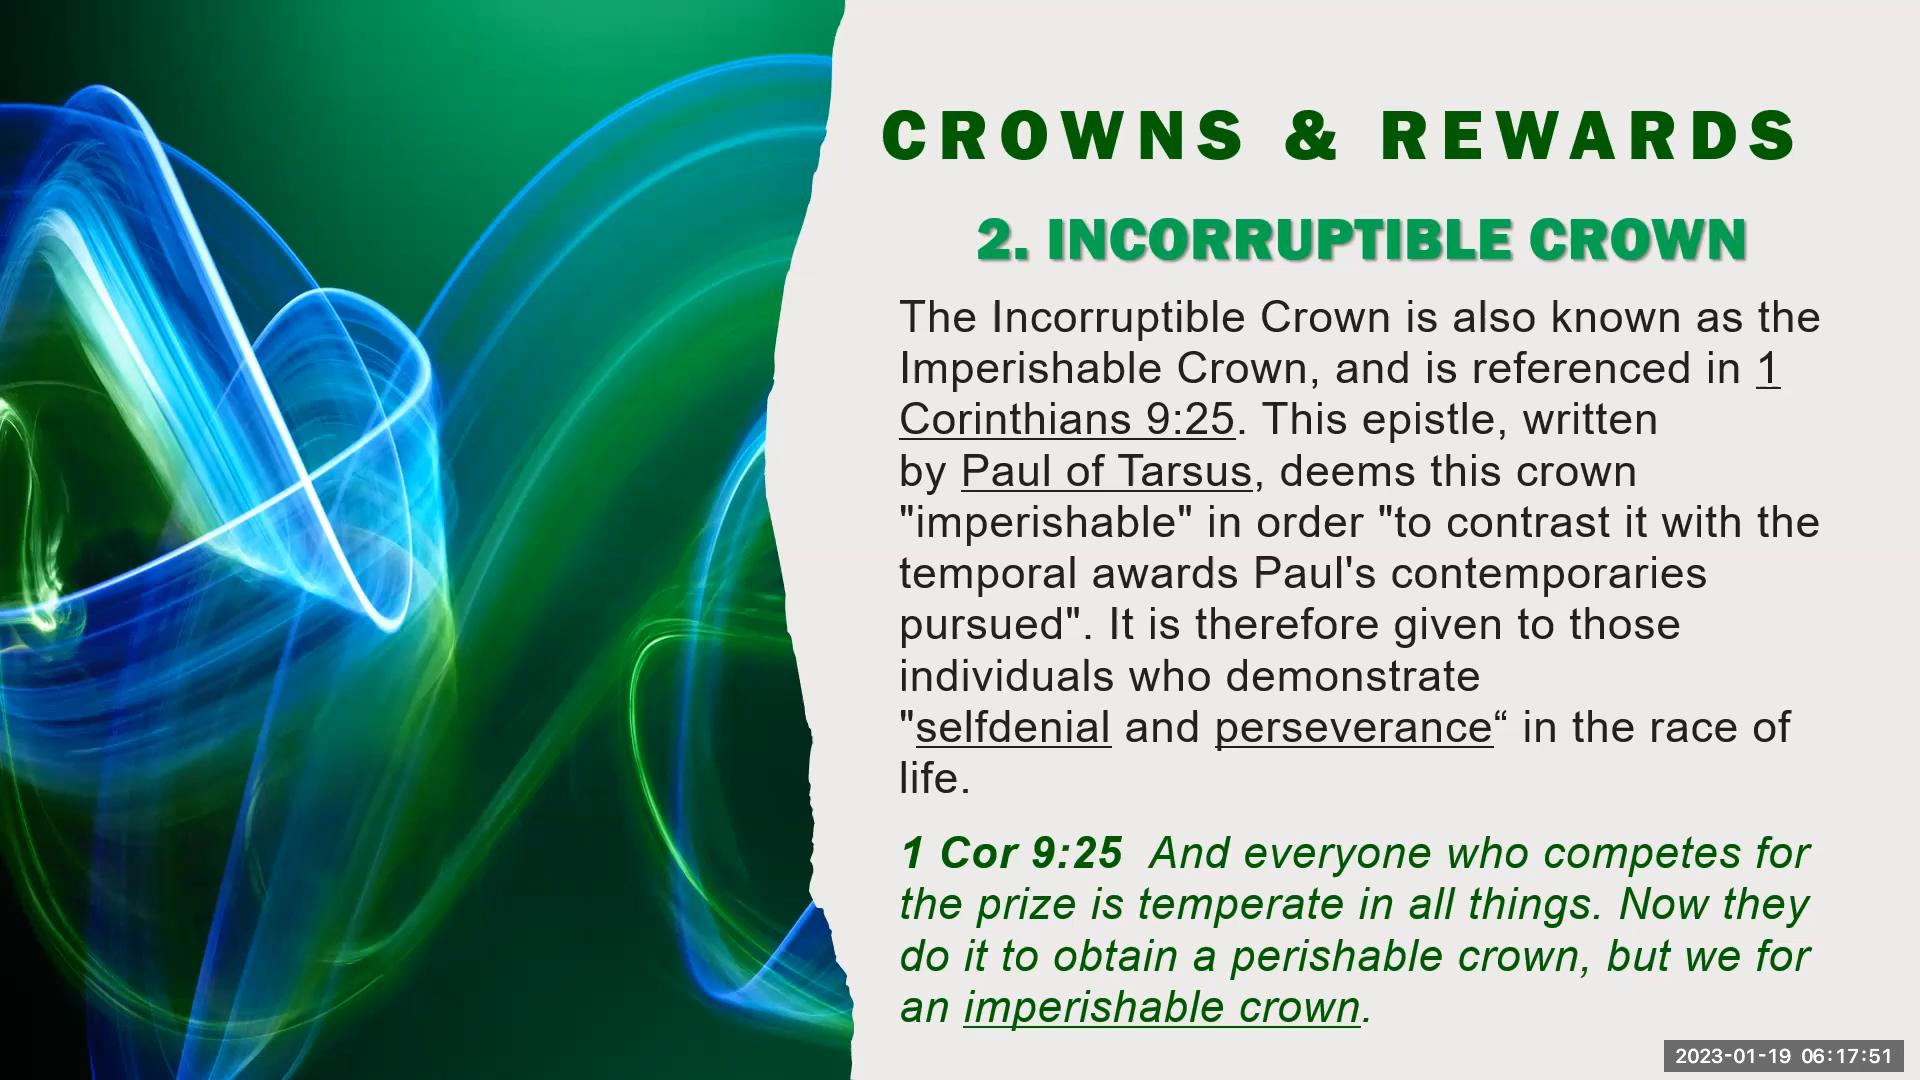 CROWNS & REWARDS
2. INCORRUPTIBLE CROWN
The Incorruptible Crown is also known as the
Imperishable Crown, and is referenced in 1
Corinthians 9:25. This epistle, written
by Paul of Tarsus, deems this crown
"imperishable" in order "to contrast it with the
temporal awards Paul's contemporaries
pursued". It is therefore given to those
individuals who demonstrate
"selfdenial and perseverance“ in the race of
life.
1 Cor 9:25 And everyone who competes for
the prize is temperate in all things. Now they
do it to obtain a perishable crown, but we for
an imperishable crown.
2023-01-19 06:17:51